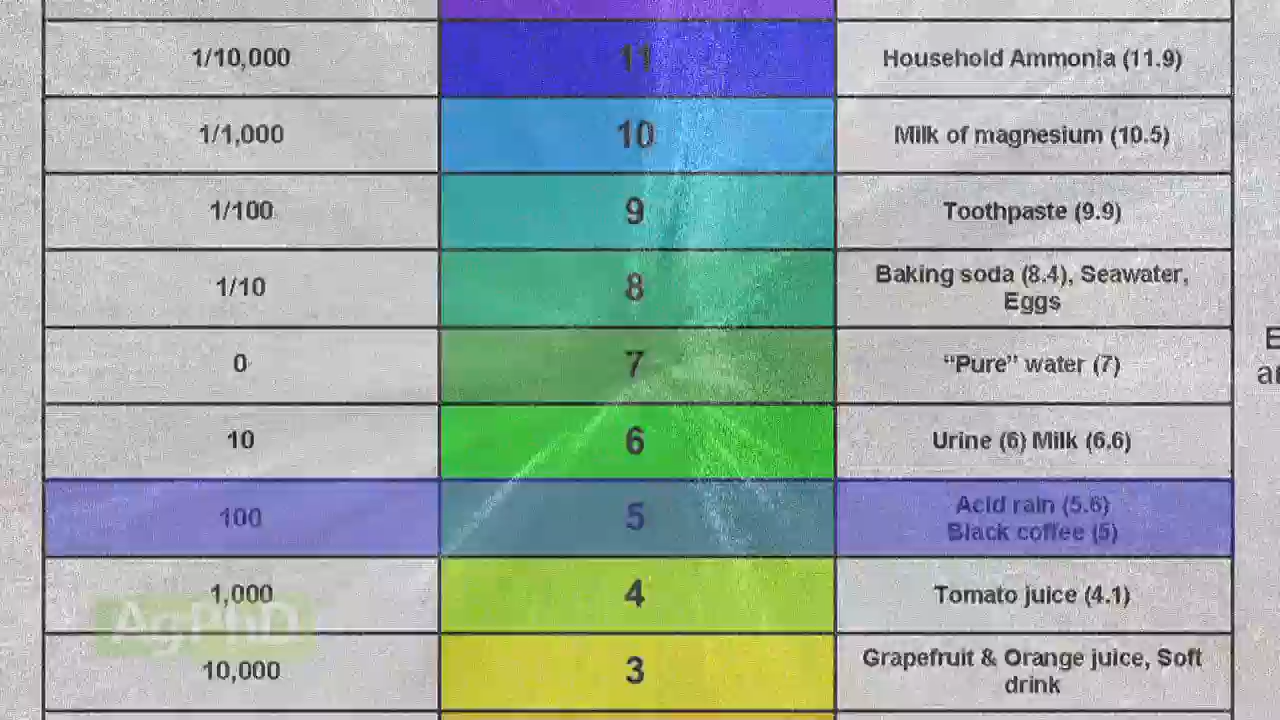 1/10,000 11 Household Ammonia (11.9)
1/1,000 10 Milk of magnesium (10.5)
1/100 9 Toothpaste (9.9)
1/10 8 Baking soda (8.4), Seawater,
Eggs
0 7 “Pure” water (7)
10 6 Urine (6) Milk (6.6)
100 5 Acid rain (5.6)
Black coffee (5)
1,000 4 Tomato juice (4.1)
Ag PhD
10,000 3 Grapefruit & Orange juice, Soft
drink